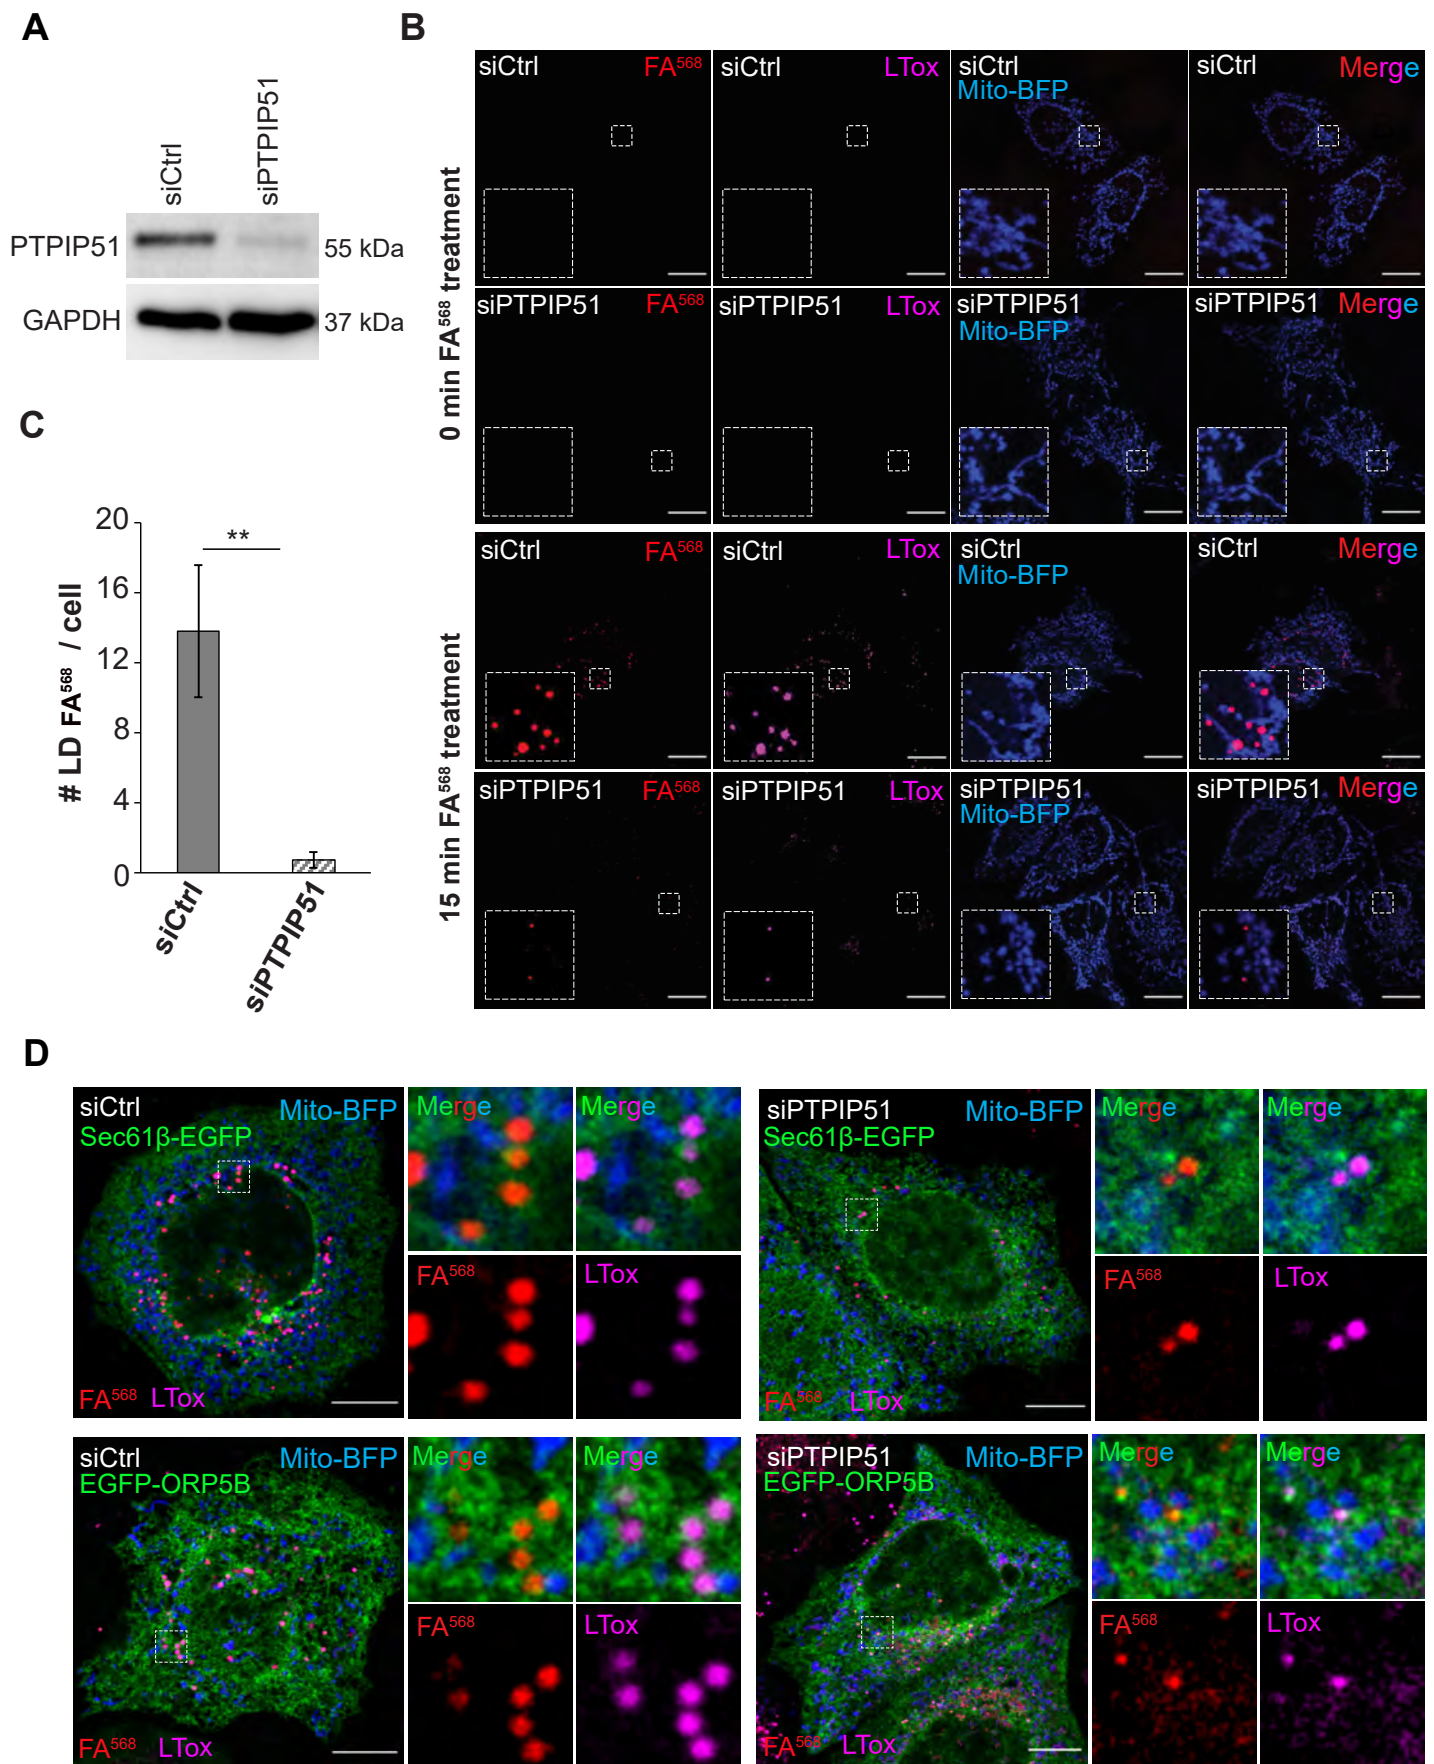 A
siCtrl
siPTPIP51
PTPIP51
55 kDa
GAPDH
37 kDa
B
0 min FA568 treatment
siCtrl FA568
siCtrl LTox
siCtrl
Mito-BFP
siCtrl Merge
siPTPIP51 FA568
siPTPIP51 LTox
siPTPIP51
Mito-BFP
siPTPIP51 Merge
15 min FA568 treatment
siCtrl FA568
siCtrl LTox
siCtrl
Mito-BFP
siCtrl Merge
siPTPIP51 FA568
siPTPIP51 LTox
siPTPIP51
Mito-BFP
siPTPIP51 Merge
C
# LD FA568 / cell
20
16
12
8
4
0
**
siCtrl
siPTPIP51
D
siCtrl Mito-BFP
Sec61β-EGFP
FA568 LTox
Merge
Merge
FA568
LTox
siPTPIP51 Mito-BFP
Sec61β-EGFP
FA568 LTox
Merge
Merge
FA568
LTox
siCtrl Mito-BFP
EGFP-ORP5B
FA568 LTox
Merge
Merge
FA568
LTox
siPTPIP51 Mito-BFP
EGFP-ORP5B
FA568 LTox
Merge
Merge
FA568
LTox